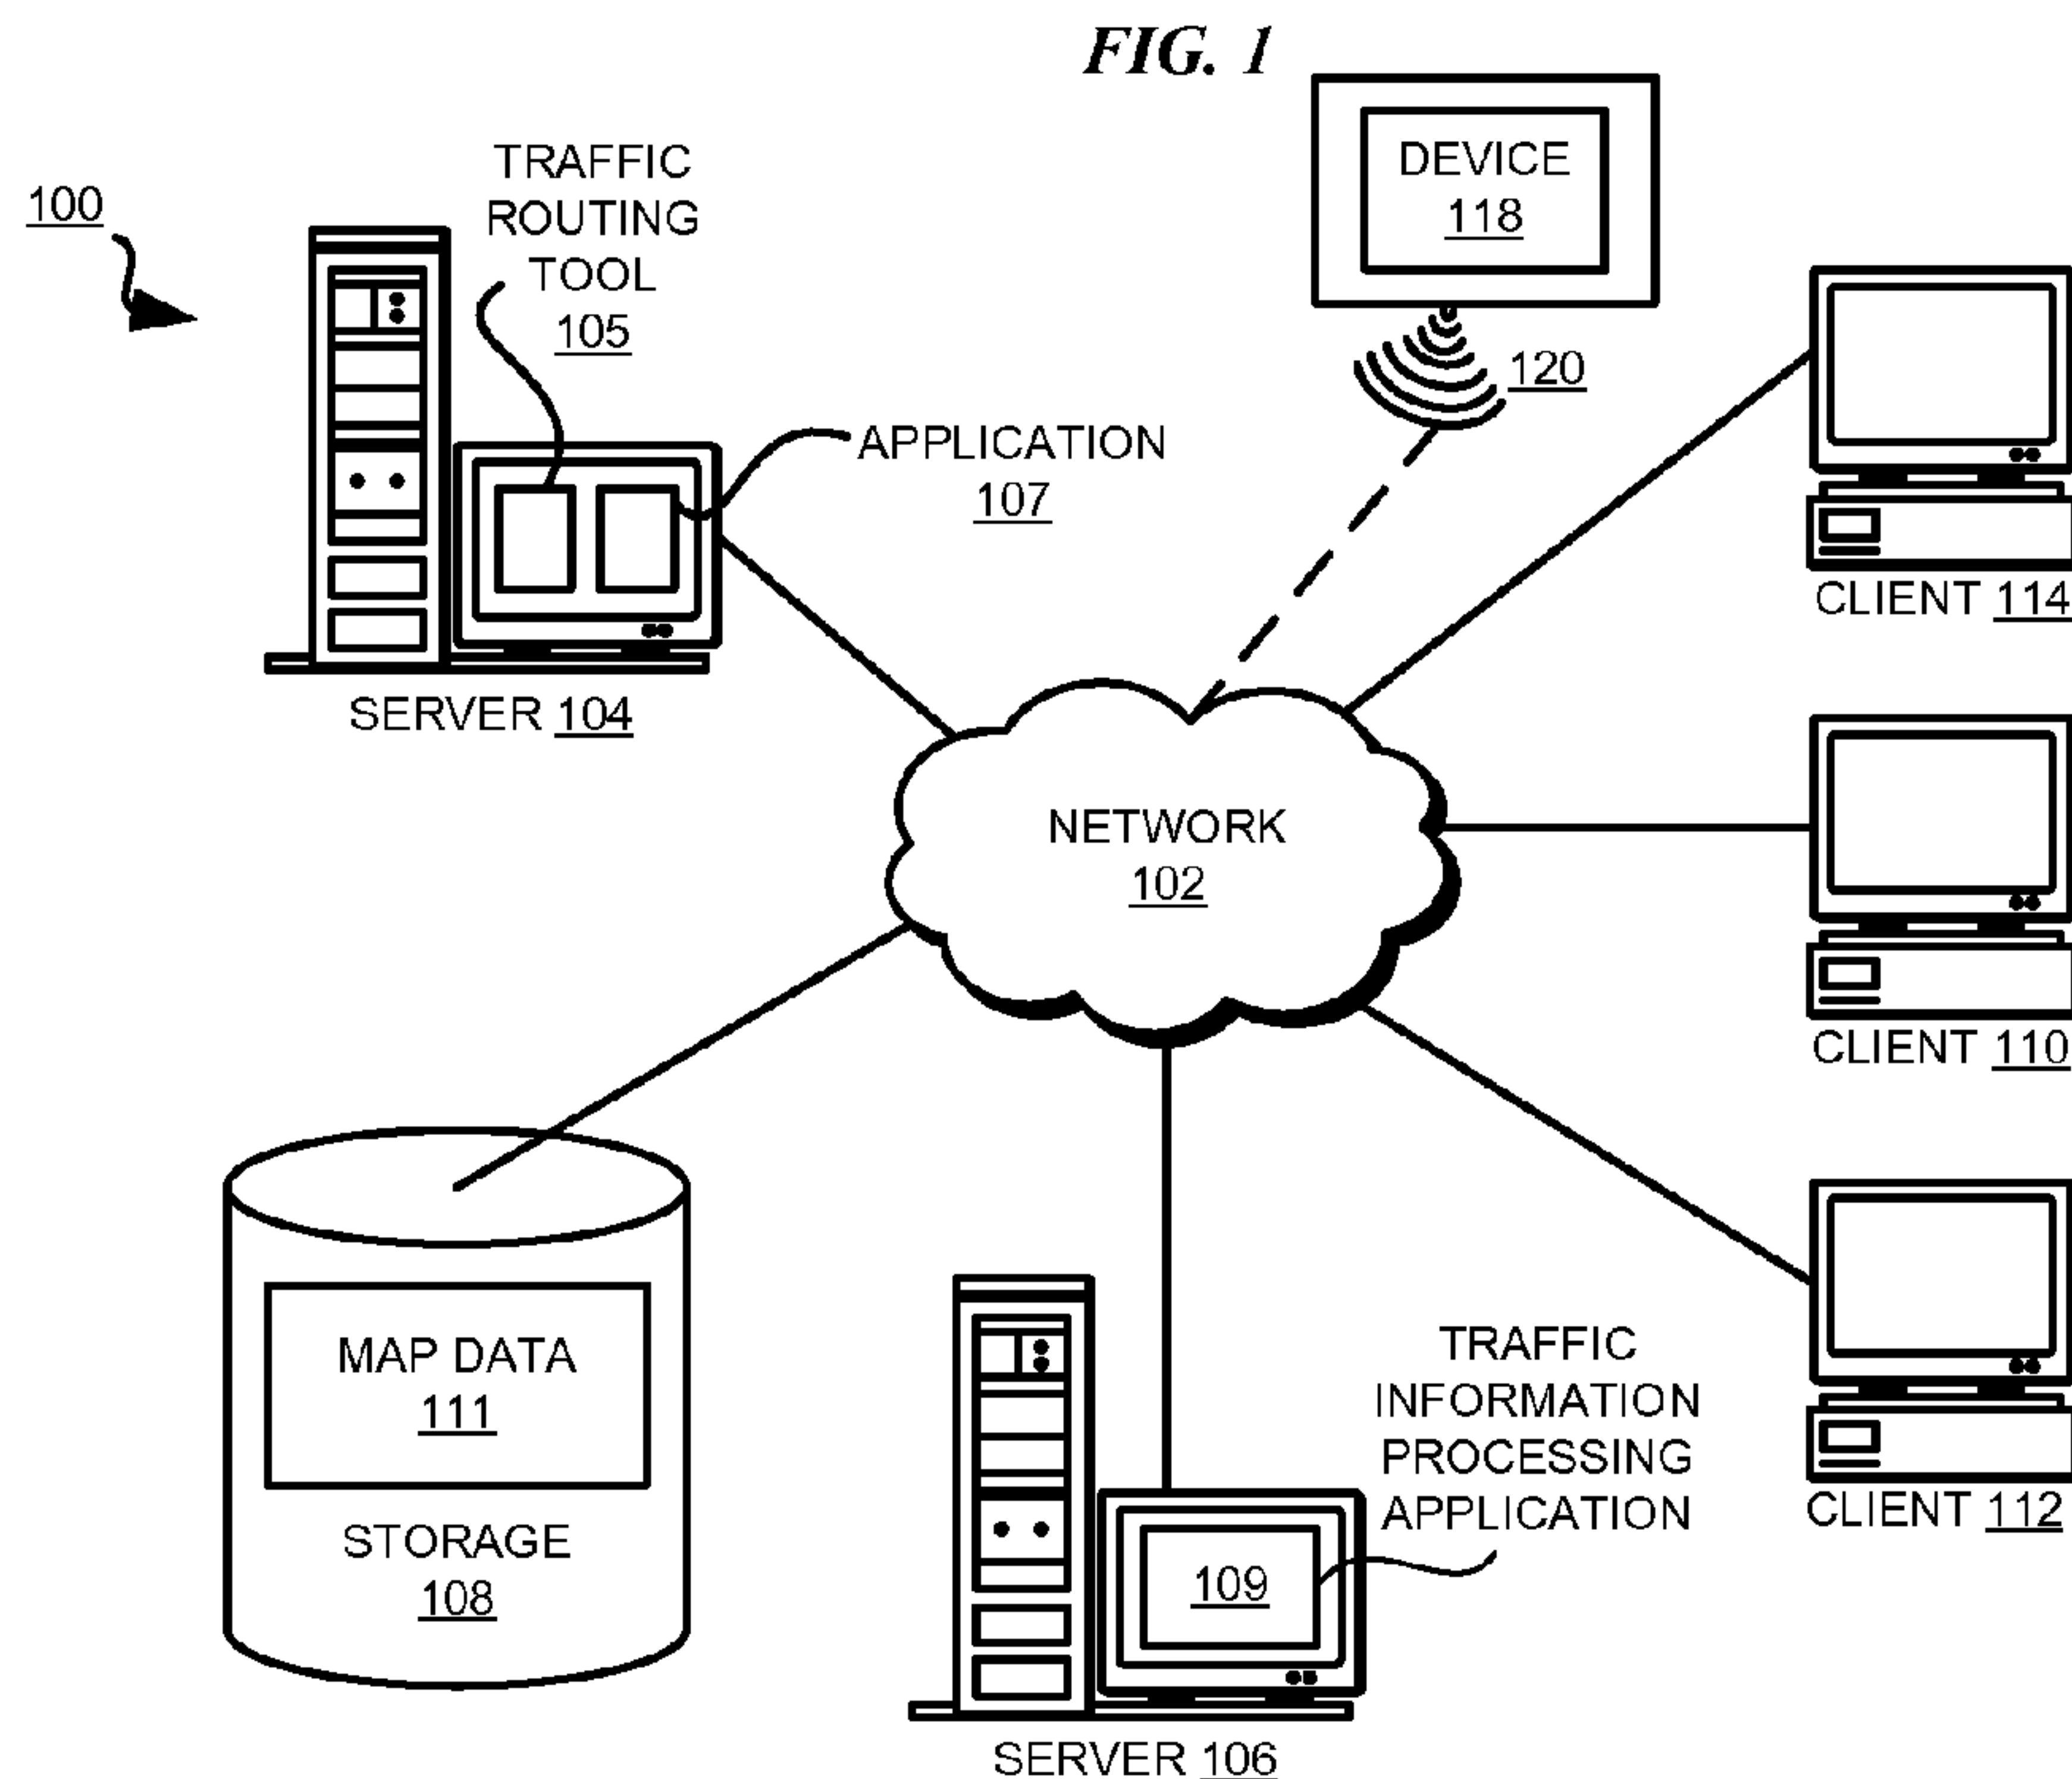 FIG. 1
100
TRAFFIC
ROUTING
TOOL
105
DEVICE
118
120
APPLICATION
107
CLIENT 114
SERVER 104
NETWORK
102
CLIENT 110
MAP DATA
111
STORAGE
108
TRAFFIC
INFORMATION
PROCESSING
APPLICATION
109
CLIENT 112
SERVER 106